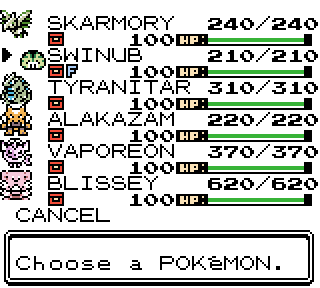 SKARMORY 240/240
100 HP
SWINUB 210/210
F 100 HP
TYRANITAR 310/310
100 HP
ALAKAZAM 220/220
100 HP
VAPOREON 370/370
100 HP
BLISSEY 620/620
100 HP
CANCEL
Choose a POKéMON.